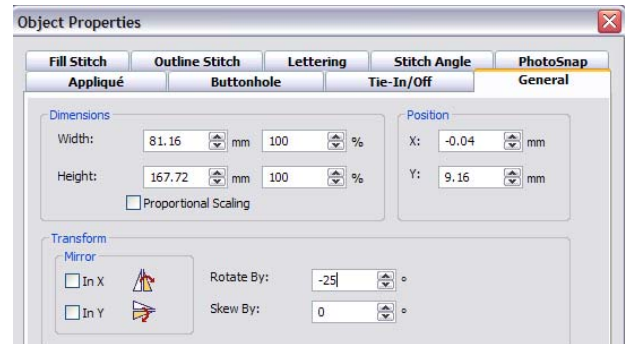 Object Properties
Fill Stitch Outline Stitch Lettering Stitch Angle PhotoSnap
Appliqué Buttonhole Tie-In/Off General
Dimensions Position
Width: 81.16 mm 100 % X: -0.04 mm
Height: 167.72 mm 100 % Y: 9.16 mm
Proportional Scaling
Transform
Mirror
In X Rotate By: -25 °
In Y Skew By: 0 °